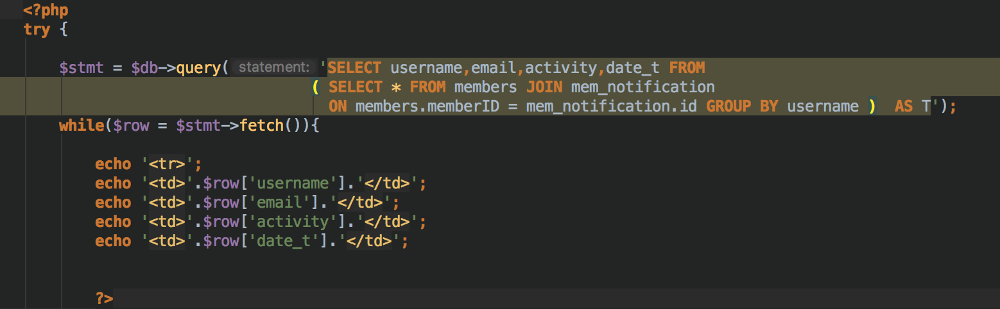 <?php
try {
$stmt = $db->query( statement: 'SELECT username,email,activity,date_t FROM
( SELECT * FROM members JOIN mem_notification
ON members.memberID = mem_notification.id GROUP BY username )  AS T');
while($row = $stmt->fetch()){
echo '<tr>';
echo '<td>'.$row['username'].'</td>';
echo '<td>'.$row['email'].'</td>';
echo '<td>'.$row['activity'].'</td>';
echo '<td>'.$row['date_t'].'</td>';
?>